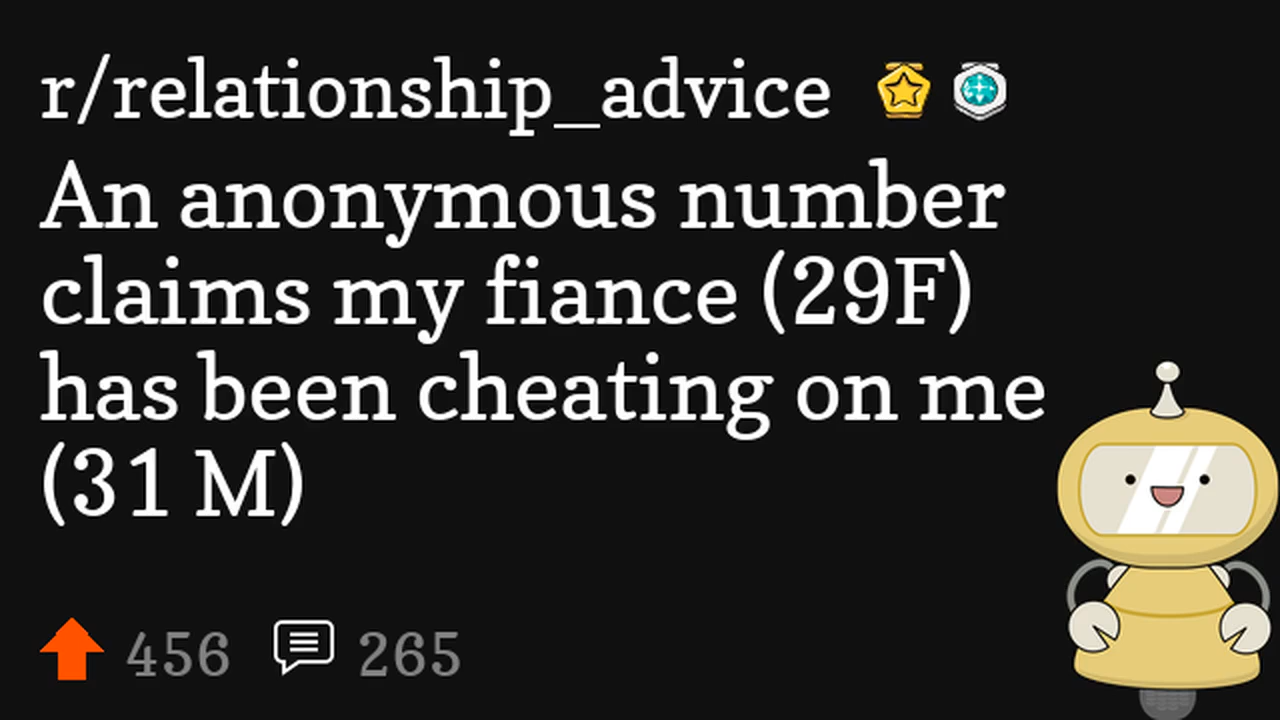 r/relationship_advice
An anonymous number
claims my fiance (29F)
has been cheating on me
(31 M)
456 265